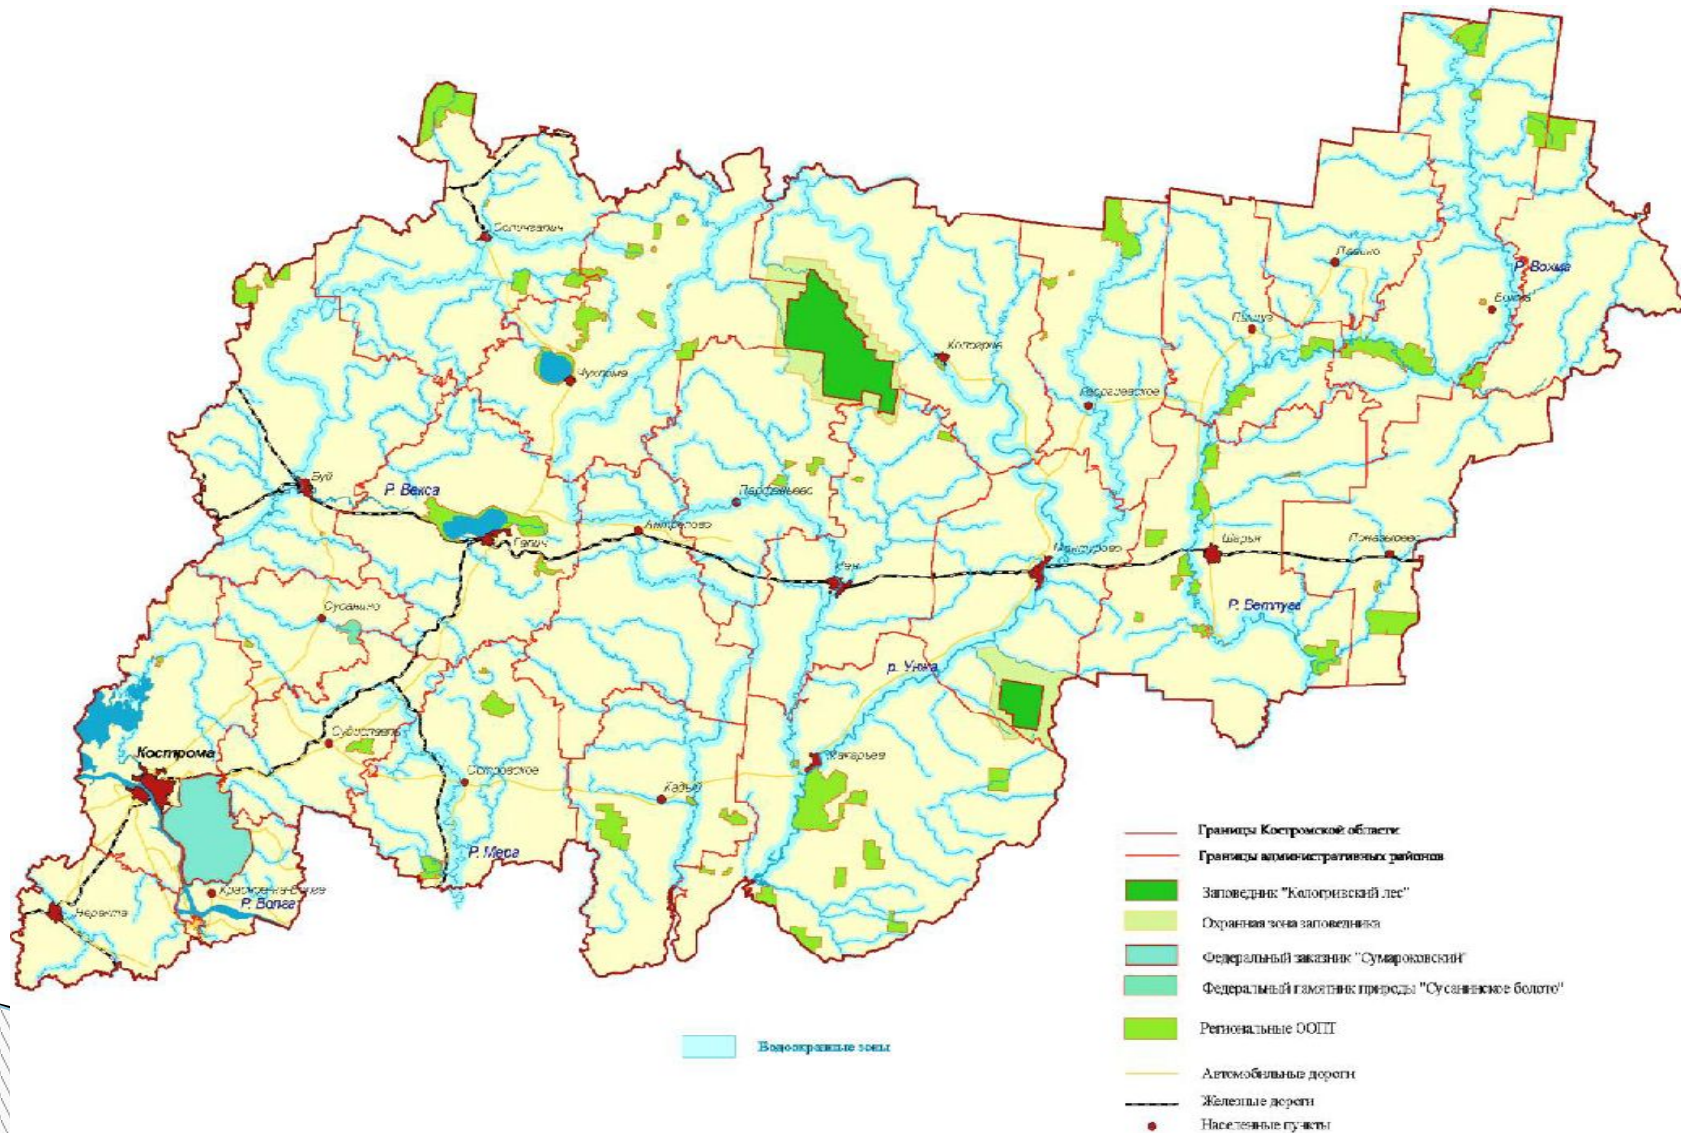 Солигалич
Павино
Р. Вохма
Вохма
Пыщуг
Кологрив
Чухлома
Георгиевское
Буй
Р. Векса
Парфеньево
Антропово
Галич
Мантурово
Шарья
Поназырево
Сусанино
Р. Ветлуга
р. Унжа
Судиславль
Кострома
Макарьев
Островское
Кадый
Р. Мера
Красное-на-Волге
Р. Волга
Нерехта
Границы Костромской области
Границы административных районов
Заповедник "Кологривский лес"
Охранная зона заповедника
Федеральный заказник "Сумароковский"
Федеральный памятник природы "Сусанинское болото"
Региональные ООПТ
Водоохранные зоны
Автомобильные дороги
Железные дороги
Населенные пункты